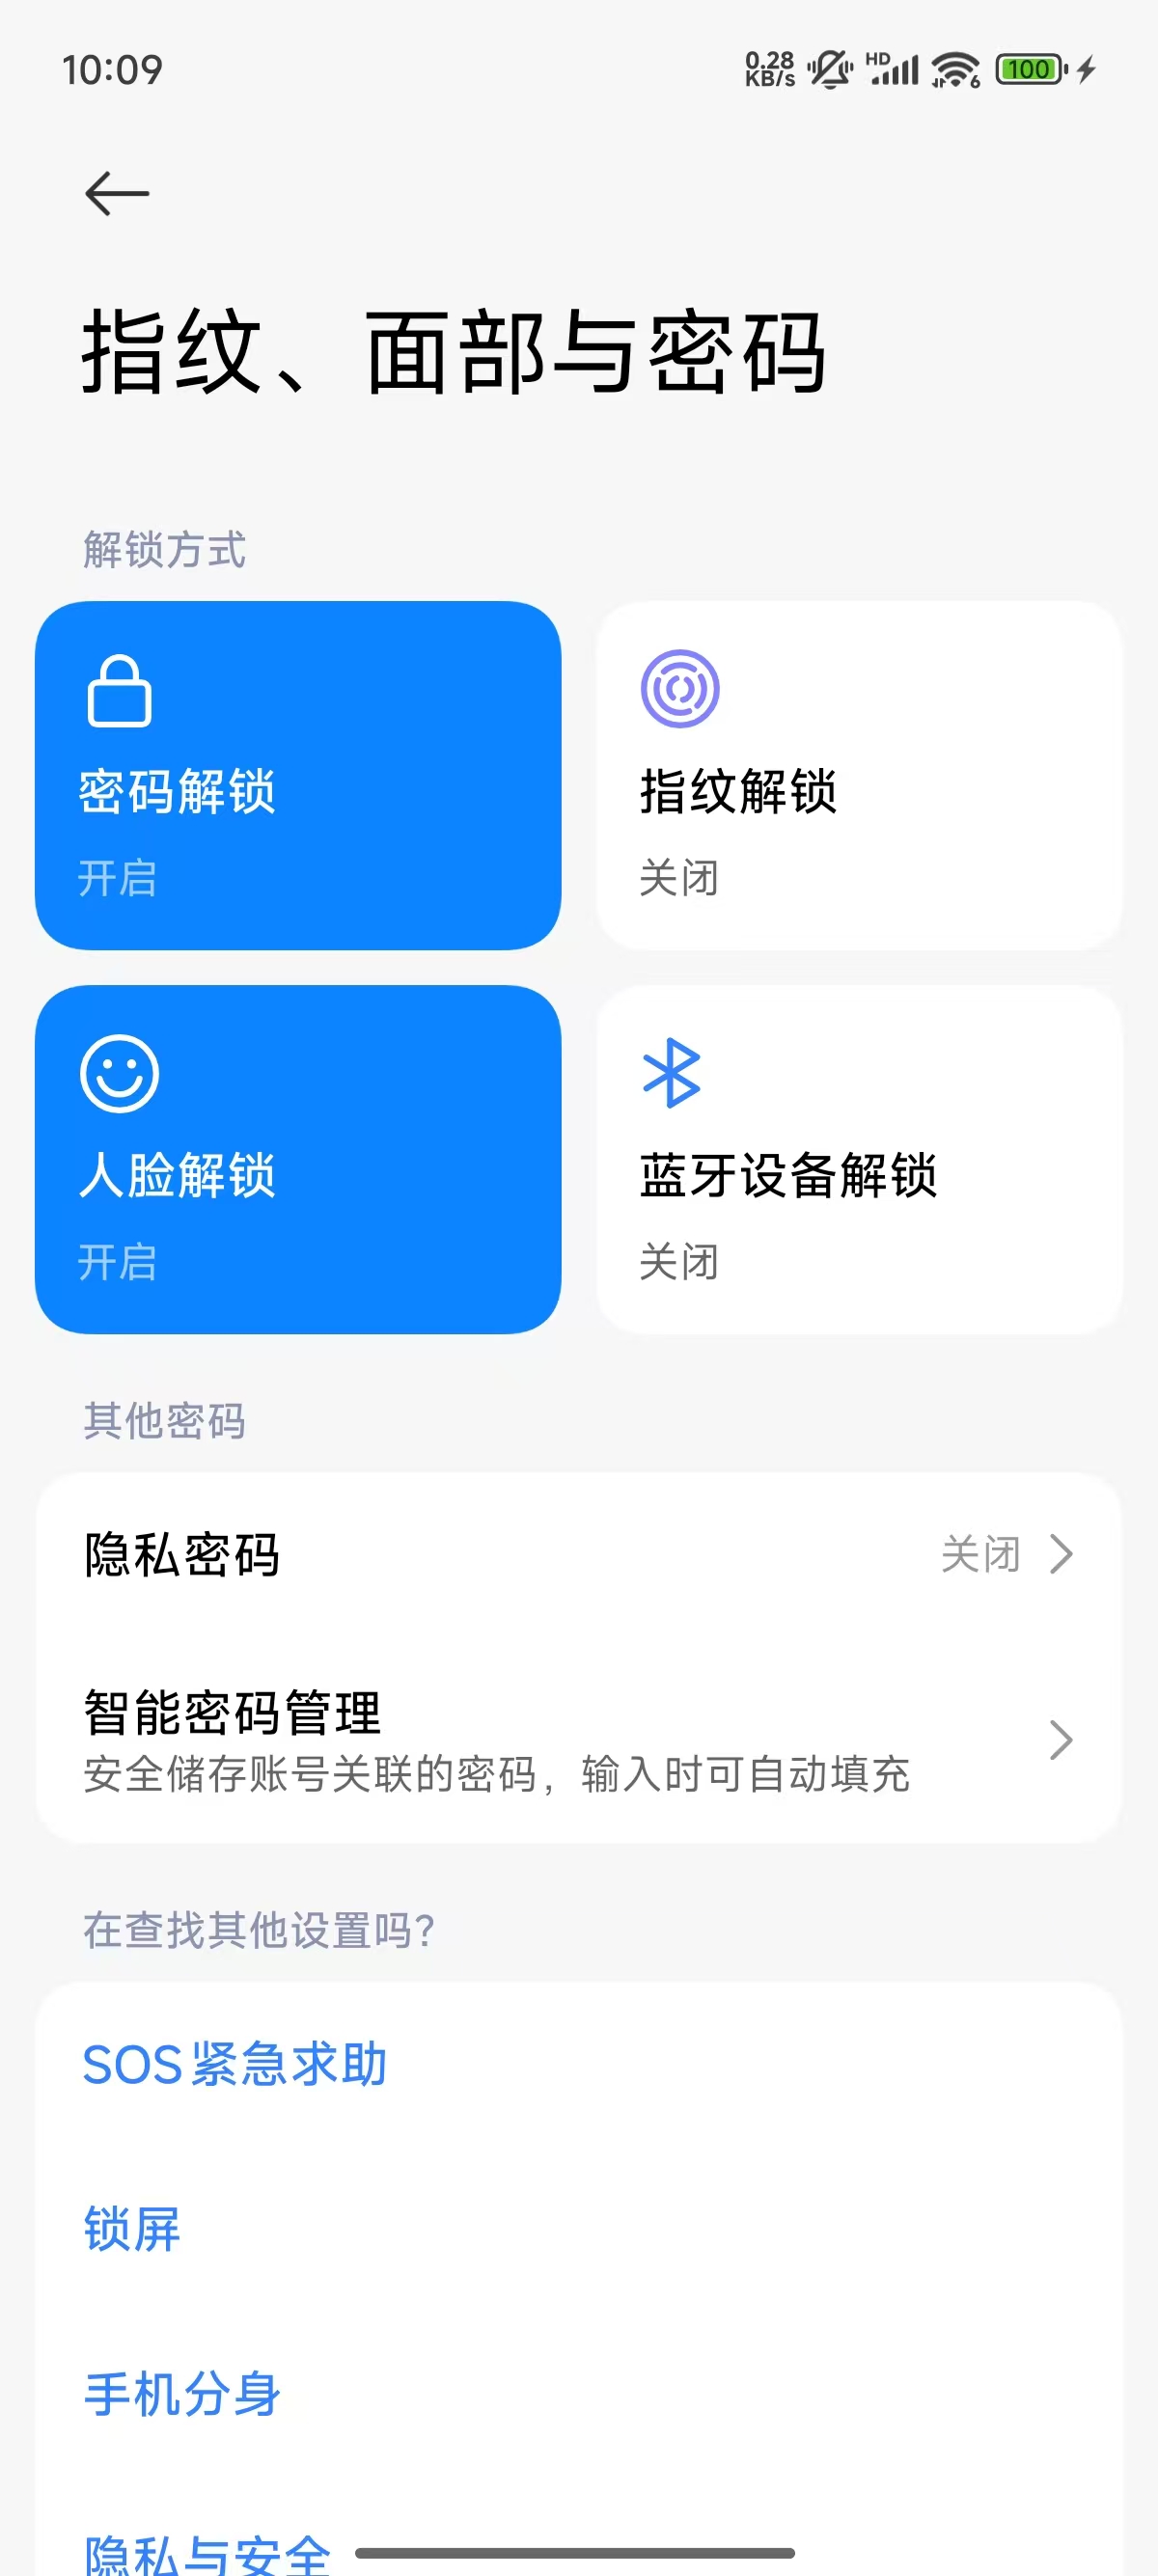 10:09
0.28
KB/s
HD
6
100
指纹、面部与密码
解锁方式
密码解锁
开启
指纹解锁
关闭
人脸解锁
开启
蓝牙设备解锁
关闭
其他密码
隐私密码
关闭
智能密码管理
安全储存账号关联的密码，输入时可自动填充
在查找其他设置吗？
SOS紧急求助
锁屏
手机分身
隐私与安全